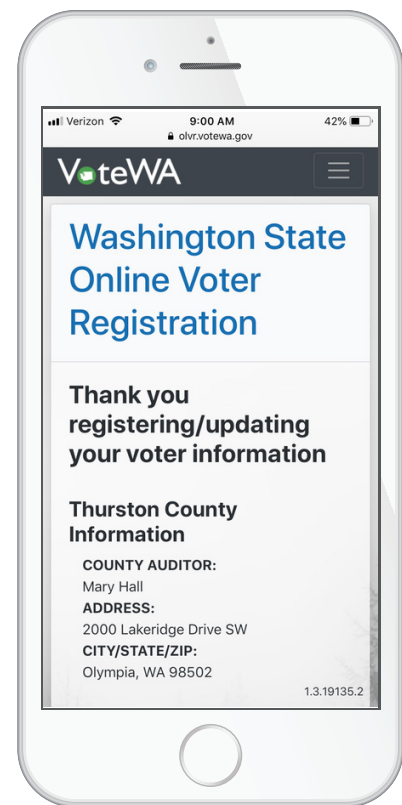 Verizon 9:00 AM 42%
olvr.votewa.gov
VoteWA
Washington State
Online Voter
Registration
Thank you
registering/updating
your voter information
Thurston County
Information
COUNTY AUDITOR:
Mary Hall
ADDRESS:
2000 Lakeridge Drive SW
CITY/STATE/ZIP:
Olympia, WA 98502
1.3.19135.2